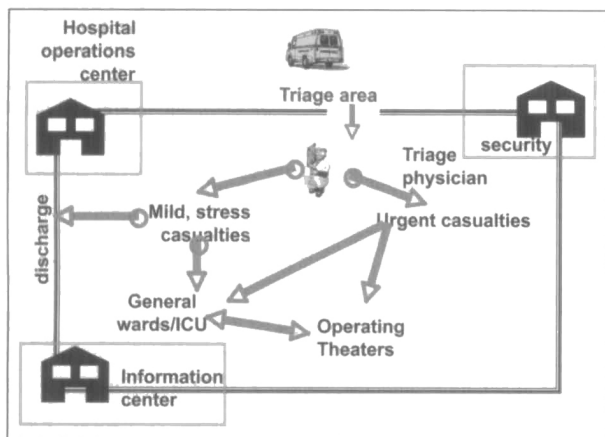 Hospital
operations
center
Triage area
security
Triage
physician
Mild, stress
casualties
Urgent casualties
discharge
General
wards/ICU
Operating
Theaters
Information
center